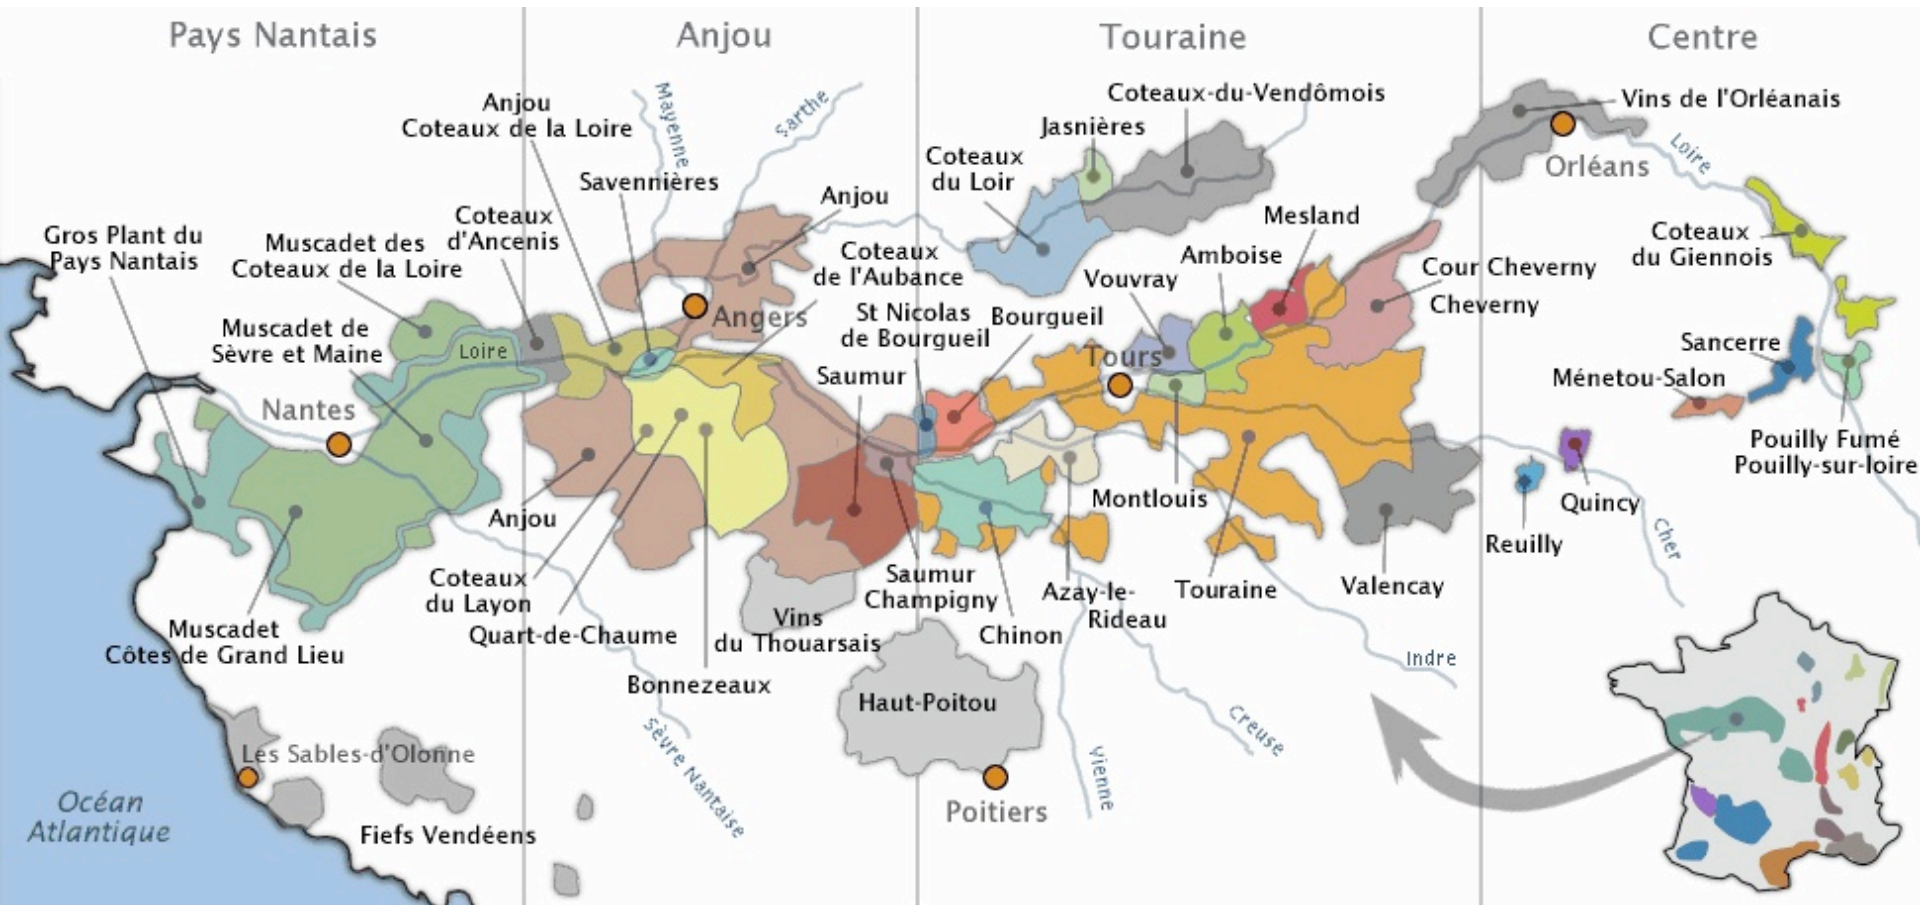 Pays Nantais
Anjou
Touraine
Centre
Anjou
Coteaux de la Loire
Mayenne
Sarthe
Coteaux-du-Vendômois
Jasnières
Coteaux
du Loir
Vins de l'Orléanais
Orléans
Loire
Savennières
Anjou
Mesland
Gros Plant du
Pays Nantais
Muscadet des
Coteaux de la Loire
Coteaux
d'Ancenis
Coteaux
de l'Aubance
Vouvray
Amboise
Cour Cheverny
Cheverny
Coteaux
du Giennois
Muscadet de
Sèvre et Maine
Loire
Angers
St Nicolas
de Bourgueil
Bourgueil
Tours
Sancerre
Saumur
Ménetou-Salon
Nantes
Pouilly Fumé
Pouilly-sur-loire
Anjou
Montlouis
Quincy
Reuilly
Cher
Coteaux
du Layon
Quart-de-Chaume
Bonnezeaux
Vins
du Thouarsais
Saumur
Champigny
Chinon
Azay-le-
Rideau
Touraine
Valencay
Muscadet
Côtes de Grand Lieu
Indre
Haut-Poitou
Creuse
Vienne
Sèvre Nantaise
Les Sables-d'Olonne
Poitiers
Océan
Atlantique
Fiefs Vendéens